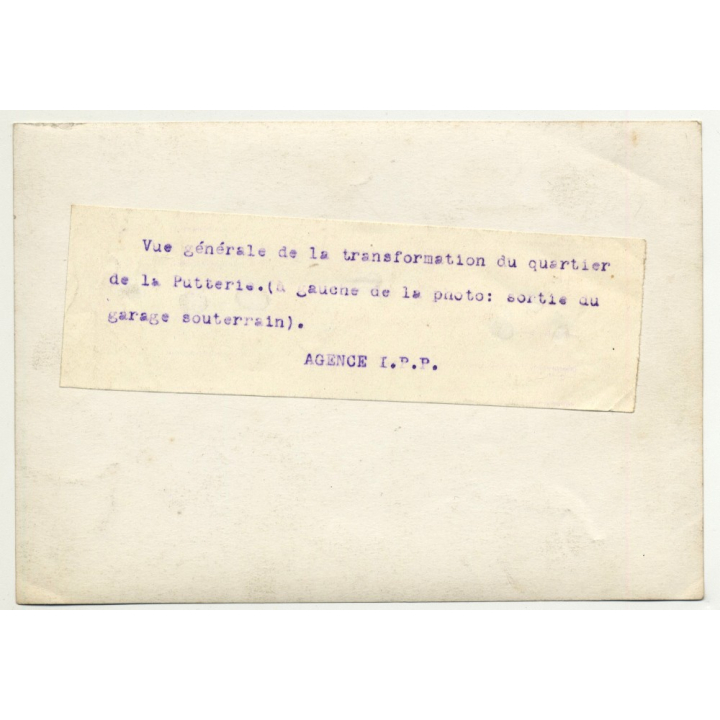 Vue générale de la transformation du quartier
de la Putterie.(à gauche de la photo: sortie du
garage souterrain).
AGENCE I.P.P.